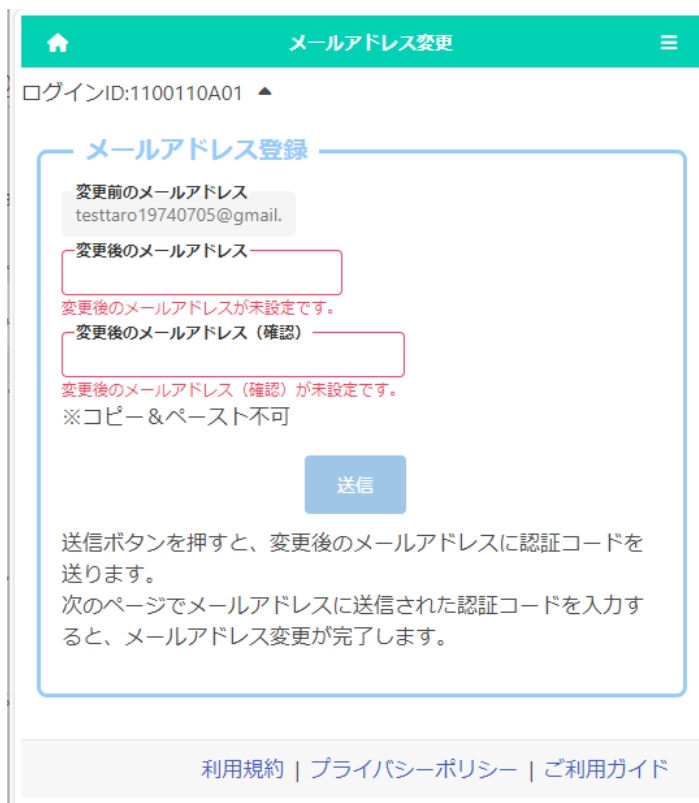 メールアドレス変更
ログインID:1100110A01
メールアドレス登録
変更前のメールアドレス
testtaro19740705@gmail.
変更後のメールアドレス
変更後のメールアドレスが未設定です。
変更後のメールアドレス（確認）
変更後のメールアドレス（確認）が未設定です。
※コピー＆ペースト不可
送信
送信ボタンを押すと、変更後のメールアドレスに認証コードを
送ります。
次のページでメールアドレスに送信された認証コードを入力す
ると、メールアドレス変更が完了します。
利用規約 | プライバシーポリシー | ご利用ガイド